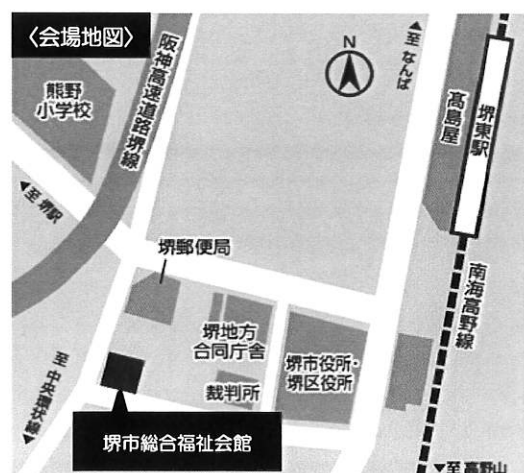 〈会場地図〉
N
▲至 なんば
熊野
小学校
阪神高速道路堺線
髙島屋
堺東駅
◀至 堺駅
堺郵便局
南海高野線
堺地方
合同庁舎
堺市役所・
堺区役所
裁判所
至 中央環状線
堺市総合福祉会館
▼至 高野山